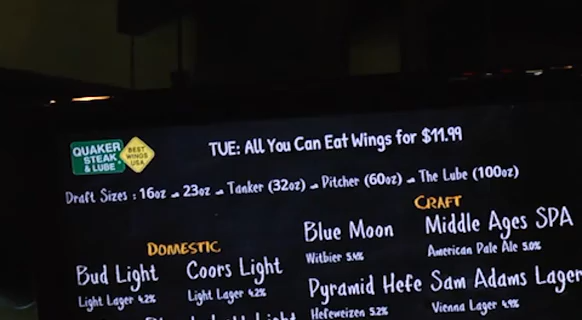 QUAKER
STEAK
& LUBE
BEST
WINGS
USA
TUE: All You Can Eat Wings for $11.99
Draft Sizes : 16oz - 23oz - Tanker (32oz) - Pitcher (60oz) - The Lube (100oz)
DOMESTIC
Bud Light
Light Lager 4.2%
Coors Light
Light Lager 4.2%
CRAFT
Blue Moon
Witbier 5.4%
Middle Ages SPA
American Pale Ale 5.0%
Pyramid Hefe
Hefeweizen 5.2%
Sam Adams Lager
Vienna Lager 4.9%
Light